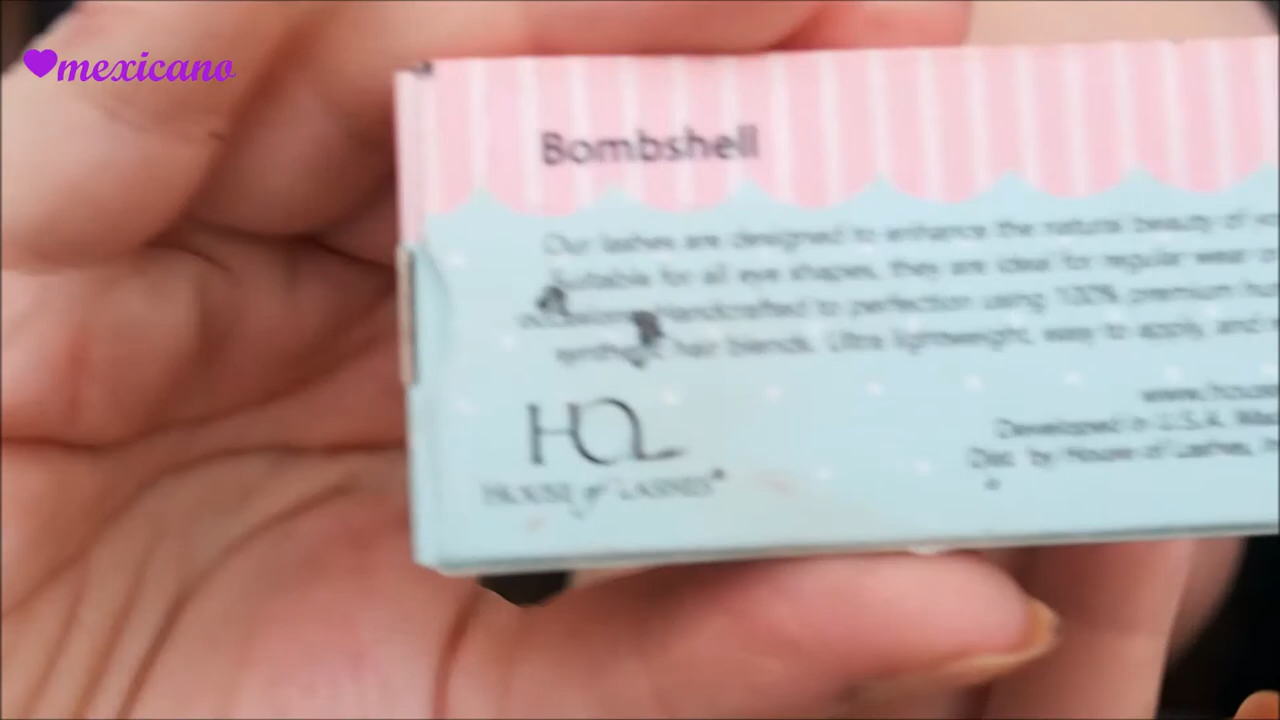 mexicano
Bombshell
Our lashes are designed to enhance the natural beauty of
Suitable for all eye shapes, they are ideal for regular wear
Handcrafted to perfection using 100% premium
hair blends. Ultra lightweight, easy to apply, and
HOL
HOUSE of LASHES
www.house
Developed in U.S.A.
Dist. by House of Lashes,